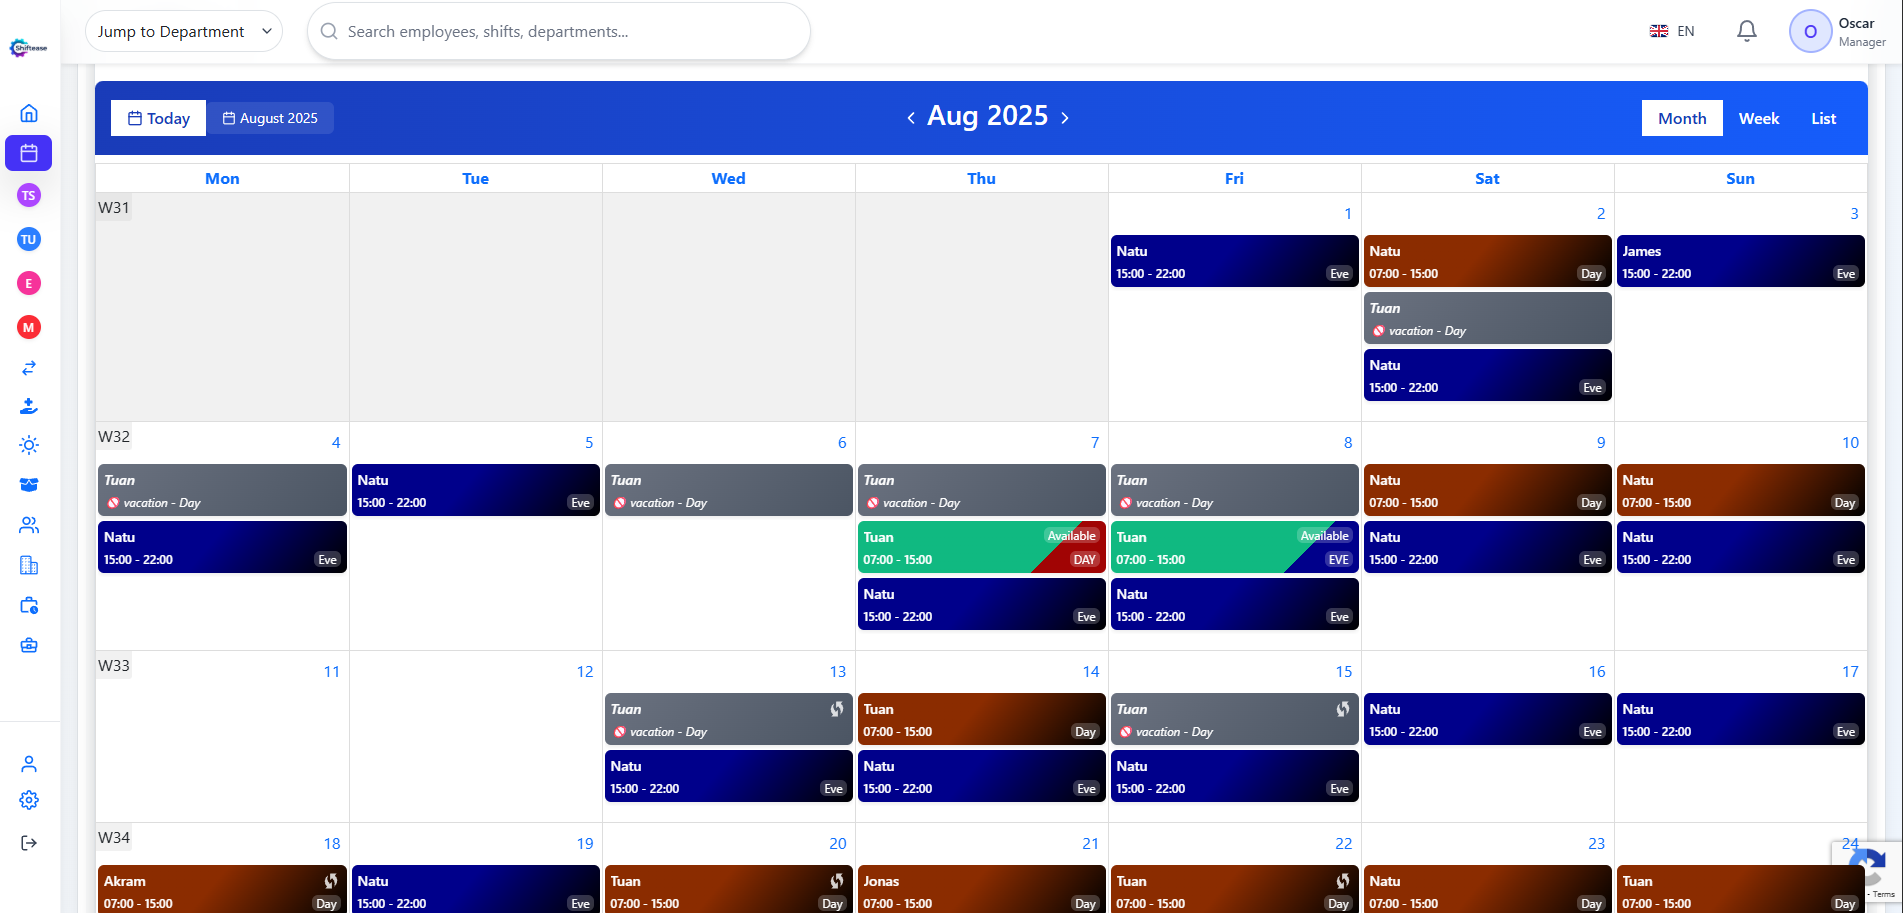 Shiftease
Jump to Department
Search employees, shifts, departments...
EN
O
Oscar
Manager
TS
TU
E
M
Today
August 2025
Aug 2025
Month
Week
List
Mon
Tue
Wed
Thu
Fri
Sat
Sun
W31
1
Natu
15:00 - 22:00
Eve
2
Natu
07:00 - 15:00
Day
Tuan
vacation - Day
Natu
15:00 - 22:00
Eve
3
James
15:00 - 22:00
Eve
W32
4
Tuan
vacation - Day
Natu
15:00 - 22:00
Eve
5
Natu
15:00 - 22:00
Eve
6
Tuan
vacation - Day
7
Tuan
vacation - Day
Tuan
Available
07:00 - 15:00
DAY
Natu
15:00 - 22:00
Eve
8
Tuan
vacation - Day
Tuan
Available
07:00 - 15:00
EVE
Natu
15:00 - 22:00
Eve
9
Natu
07:00 - 15:00
Day
Natu
15:00 - 22:00
Eve
10
Natu
07:00 - 15:00
Day
Natu
15:00 - 22:00
Eve
W33
11
12
13
Tuan
vacation - Day
Natu
15:00 - 22:00
Eve
14
Tuan
07:00 - 15:00
Day
Natu
15:00 - 22:00
Eve
15
Tuan
vacation - Day
Natu
15:00 - 22:00
Eve
16
Natu
15:00 - 22:00
Eve
17
Natu
15:00 - 22:00
Eve
W34
18
Akram
07:00 - 15:00
Day
19
Natu
15:00 - 22:00
Eve
20
Tuan
07:00 - 15:00
Day
21
Jonas
07:00 - 15:00
Day
22
Tuan
07:00 - 15:00
Day
23
Natu
07:00 - 15:00
Day
24
Tuan
07:00 - 15:00
Day
- Terms